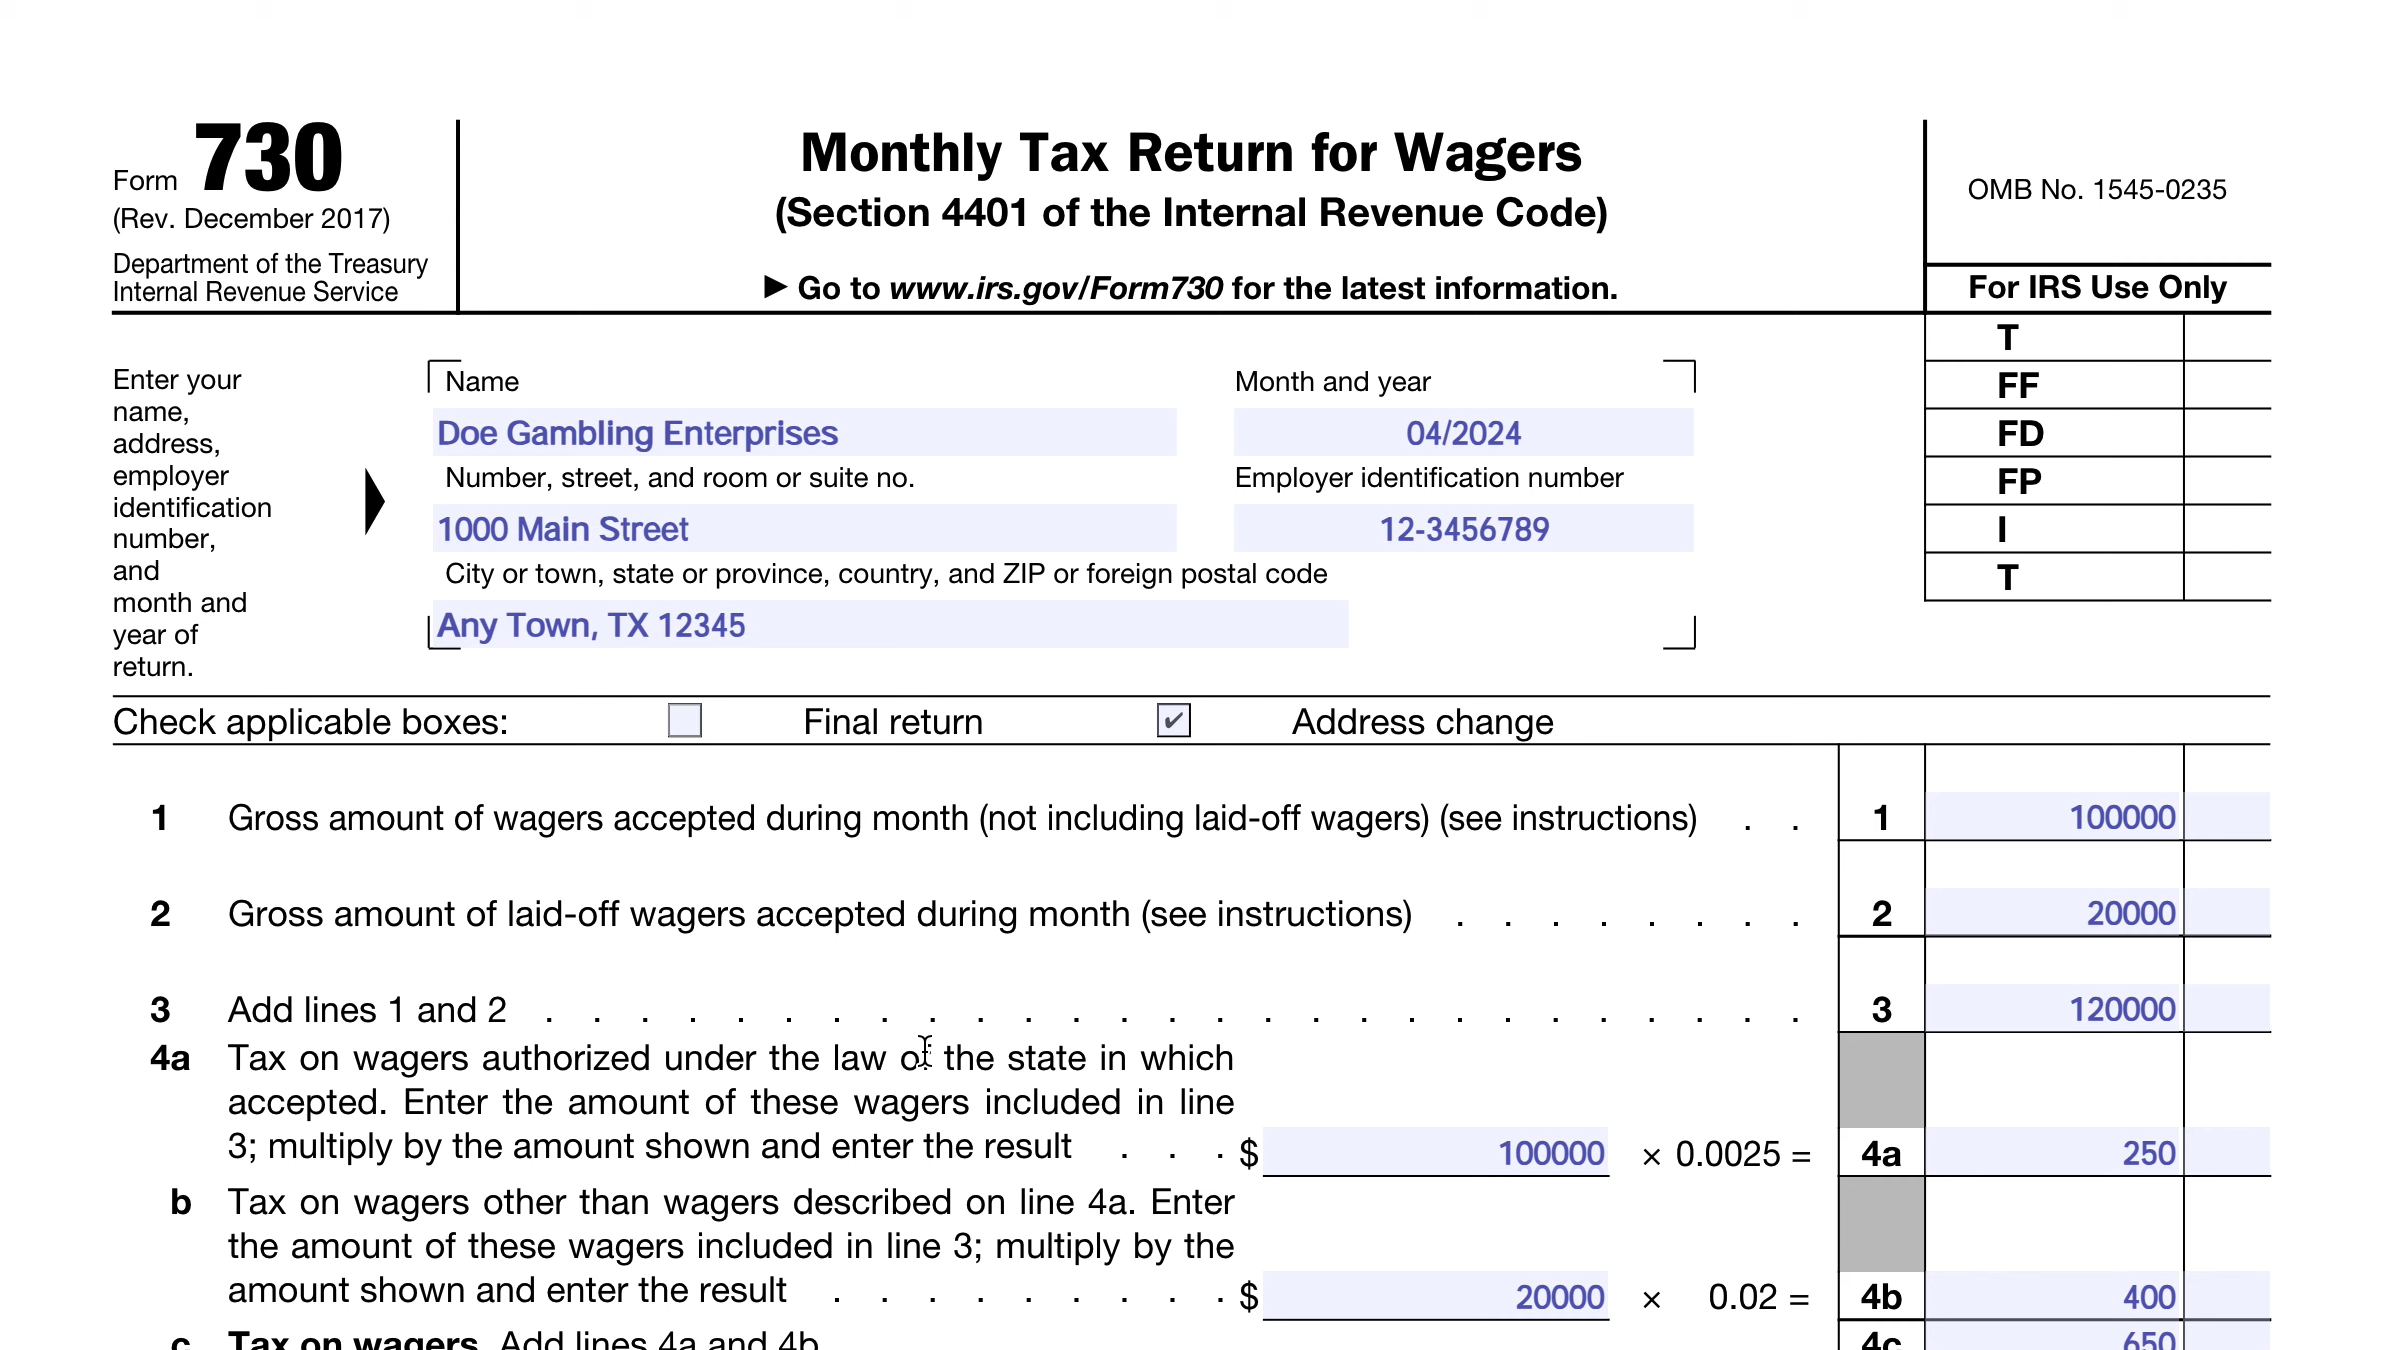 Form 730
(Rev. December 2017)
Department of the Treasury
Internal Revenue Service
Monthly Tax Return for Wagers
(Section 4401 of the Internal Revenue Code)
▶ Go to www.irs.gov/Form730 for the latest information.
OMB No. 1545-0235
For IRS Use Only
T
FF
FD
FP
I
T
Enter your
name,
address,
employer
identification
number,
and
month and
year of
return.
Name
Month and year
Doe Gambling Enterprises
04/2024
Number, street, and room or suite no.
Employer identification number
1000 Main Street
12-3456789
City or town, state or province, country, and ZIP or foreign postal code
Any Town, TX 12345
Check applicable boxes: Final return ✔ Address change
1 Gross amount of wagers accepted during month (not including laid-off wagers) (see instructions) . . 1 100000
2 Gross amount of laid-off wagers accepted during month (see instructions) . . . . . . . . 2 20000
3 Add lines 1 and 2 . . . . . . . . . . . . . . . . . . . . . . . . . . . 3 120000
4a Tax on wagers authorized under the law of the state in which
accepted. Enter the amount of these wagers included in line
3; multiply by the amount shown and enter the result . . . $ 100000 × 0.0025 = 4a 250
b Tax on wagers other than wagers described on line 4a. Enter
the amount of these wagers included in line 3; multiply by the
amount shown and enter the result . . . . . . . . . $ 20000 × 0.02 = 4b 400
c Tax on wagers. Add lines 4a and 4b 4c 650